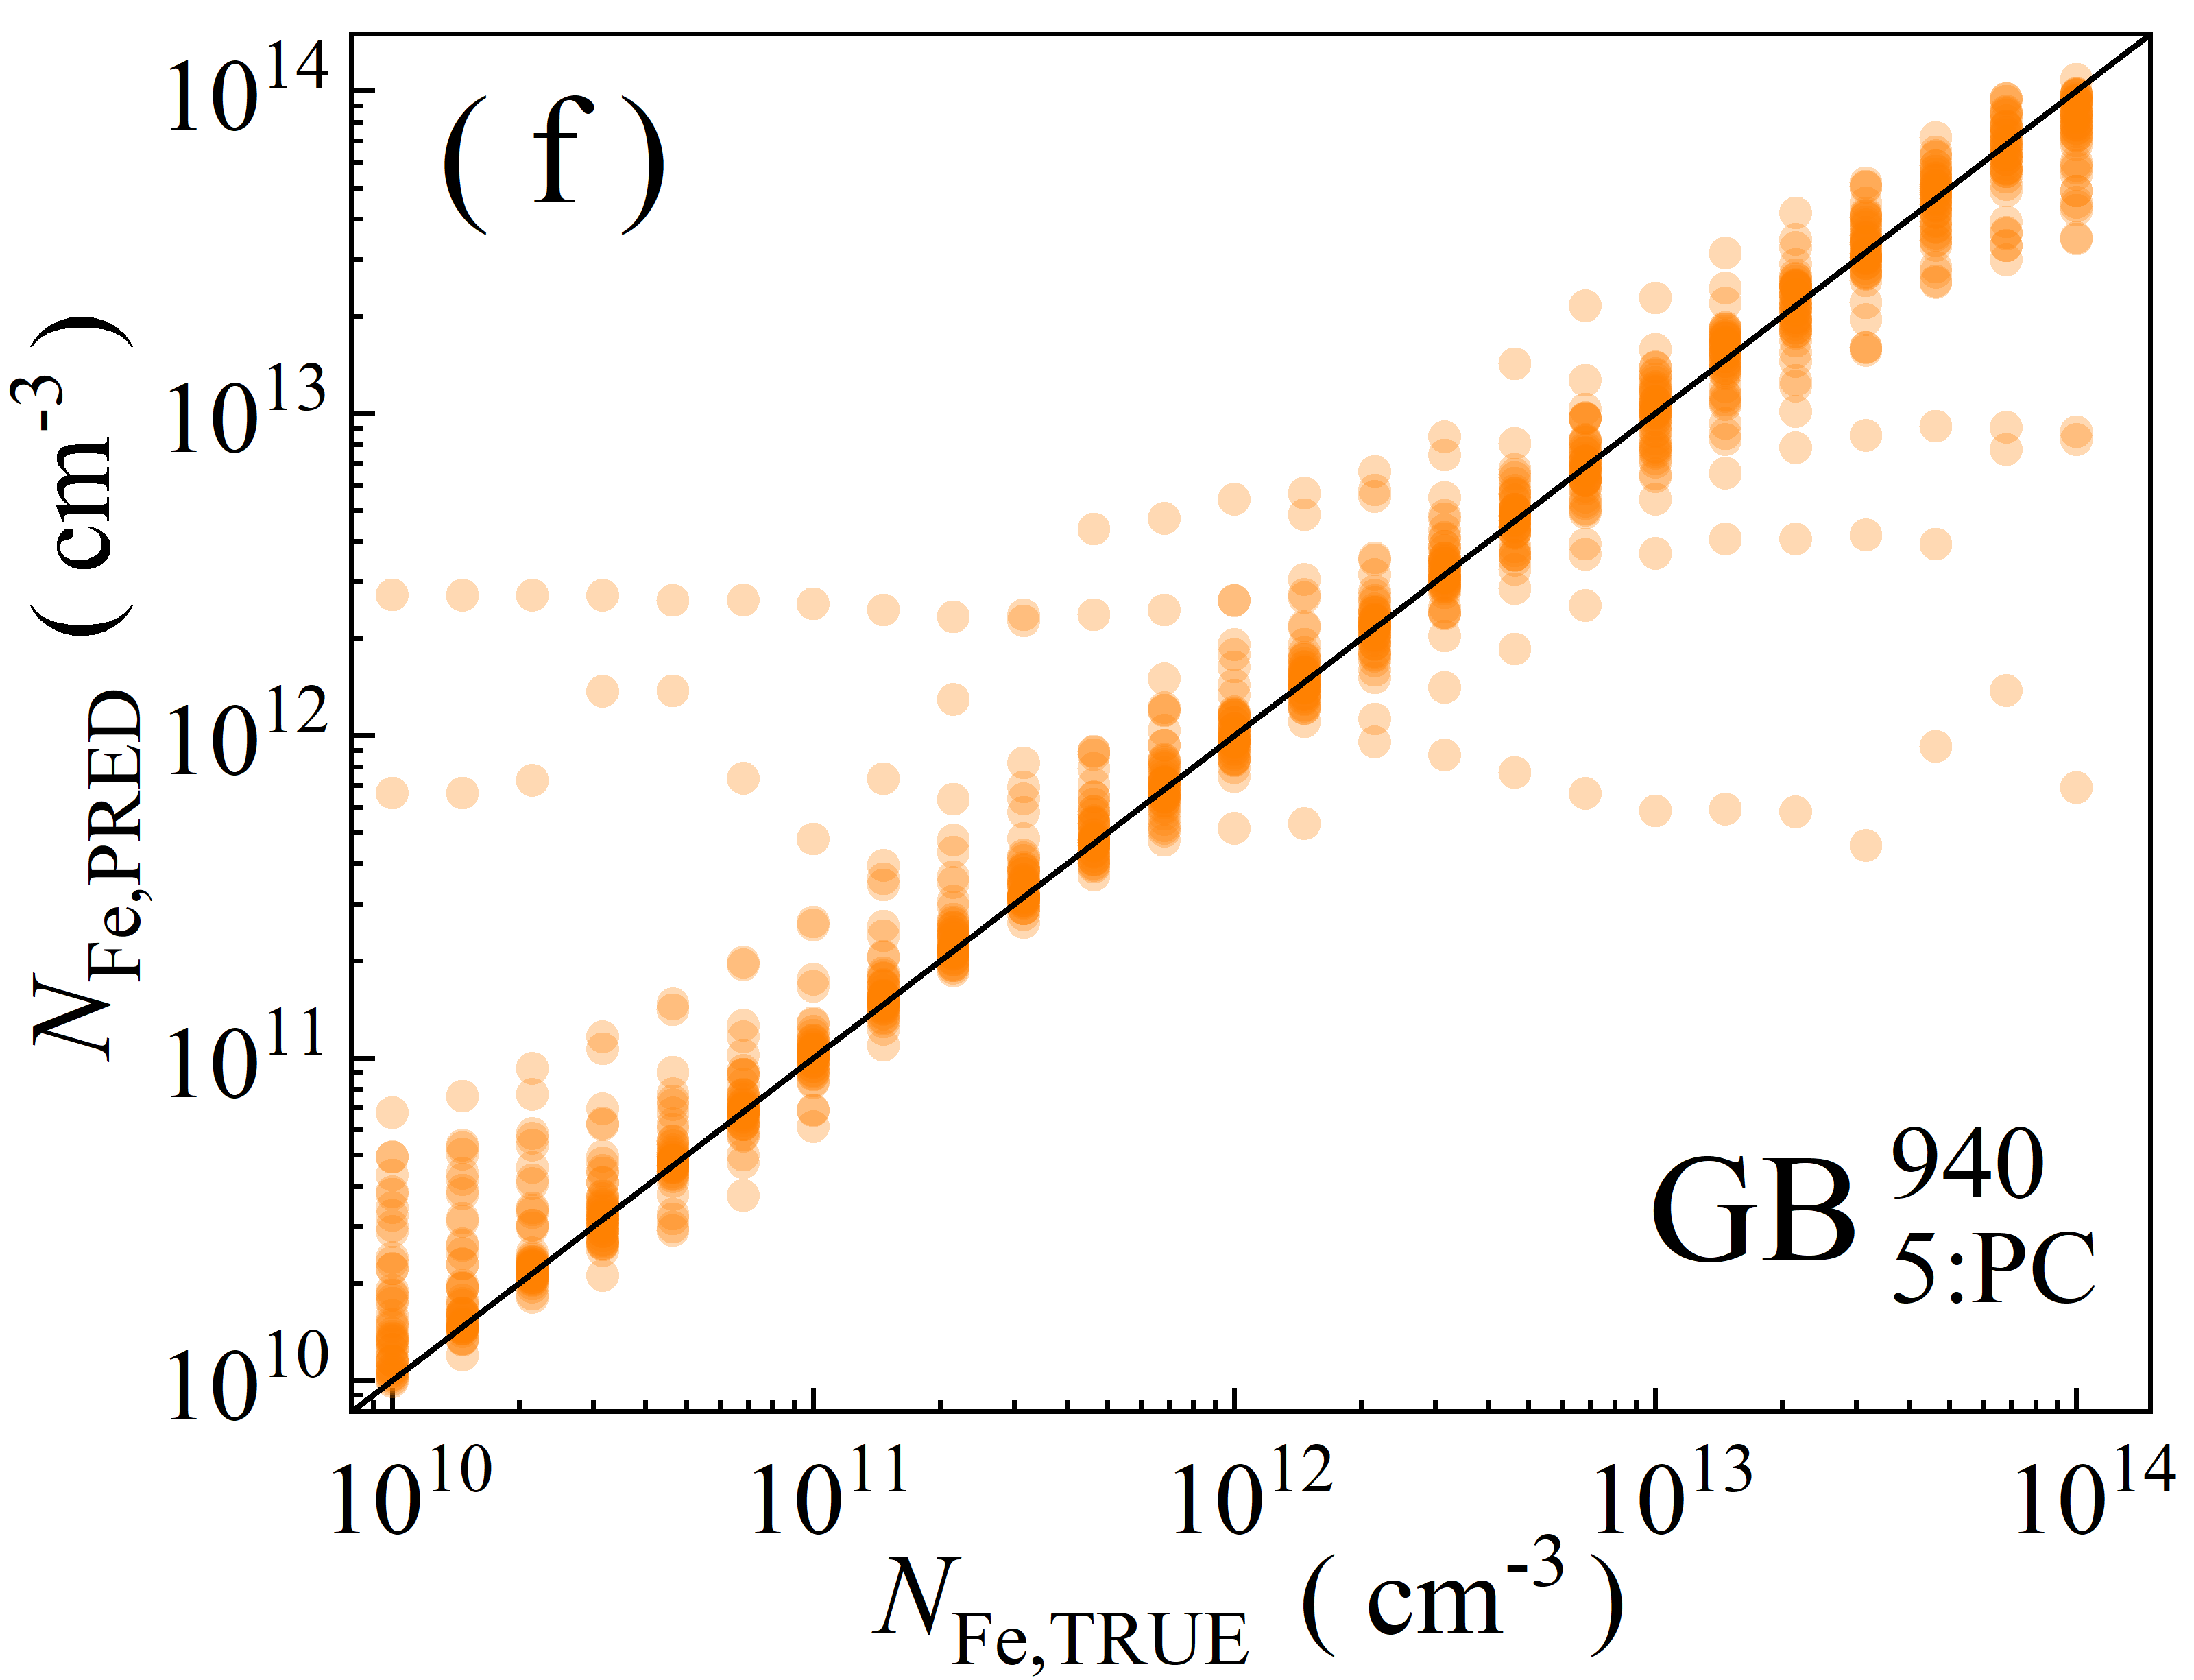 ( f )
10^14
10^13
10^12
10^11
10^10
N_Fe,PRED ( cm^-3 )
GB 940
5:PC
10^10 10^11 10^12 10^13 10^14
N_Fe,TRUE ( cm^-3 )